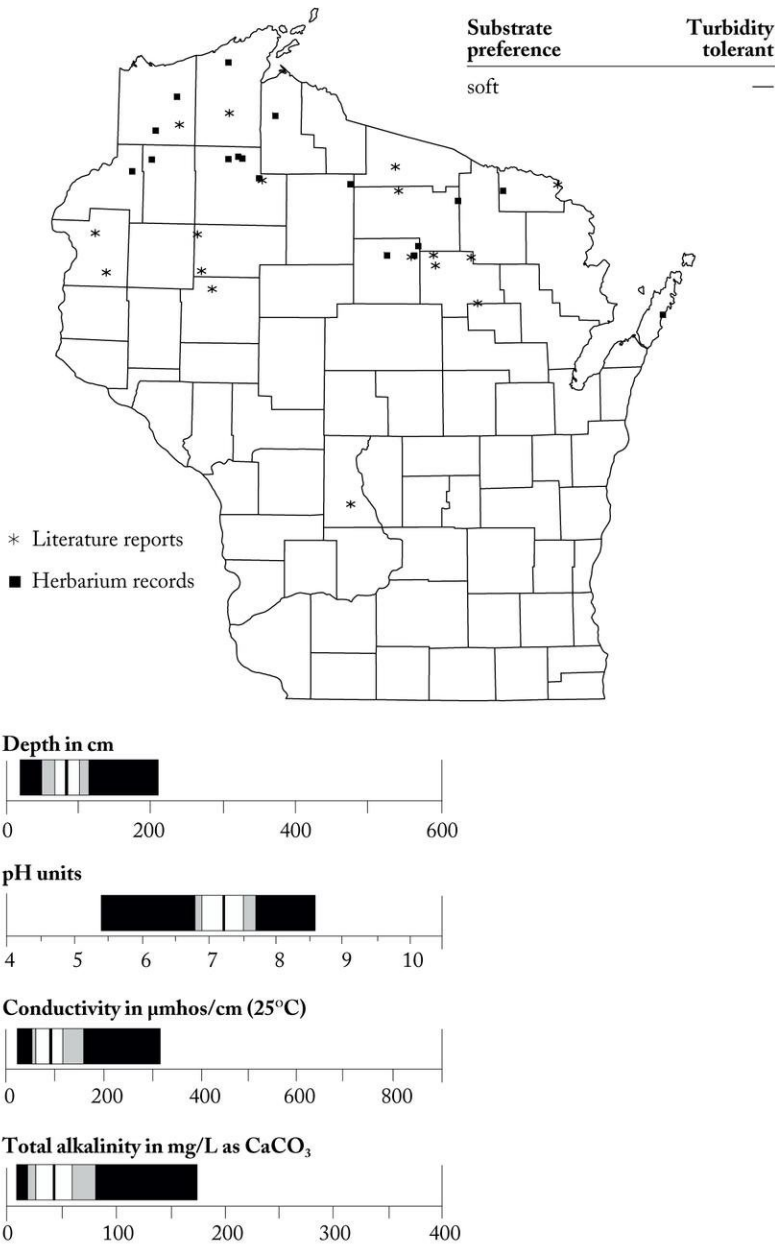 Substrate preference
Turbidity tolerant
soft
—
* Literature reports
■ Herbarium records
Depth in cm
0 200 400 600
pH units
4 5 6 7 8 9 10
Conductivity in µmhos/cm (25°C)
0 200 400 600 800
Total alkalinity in mg/L as CaCO₃
0 100 200 300 400